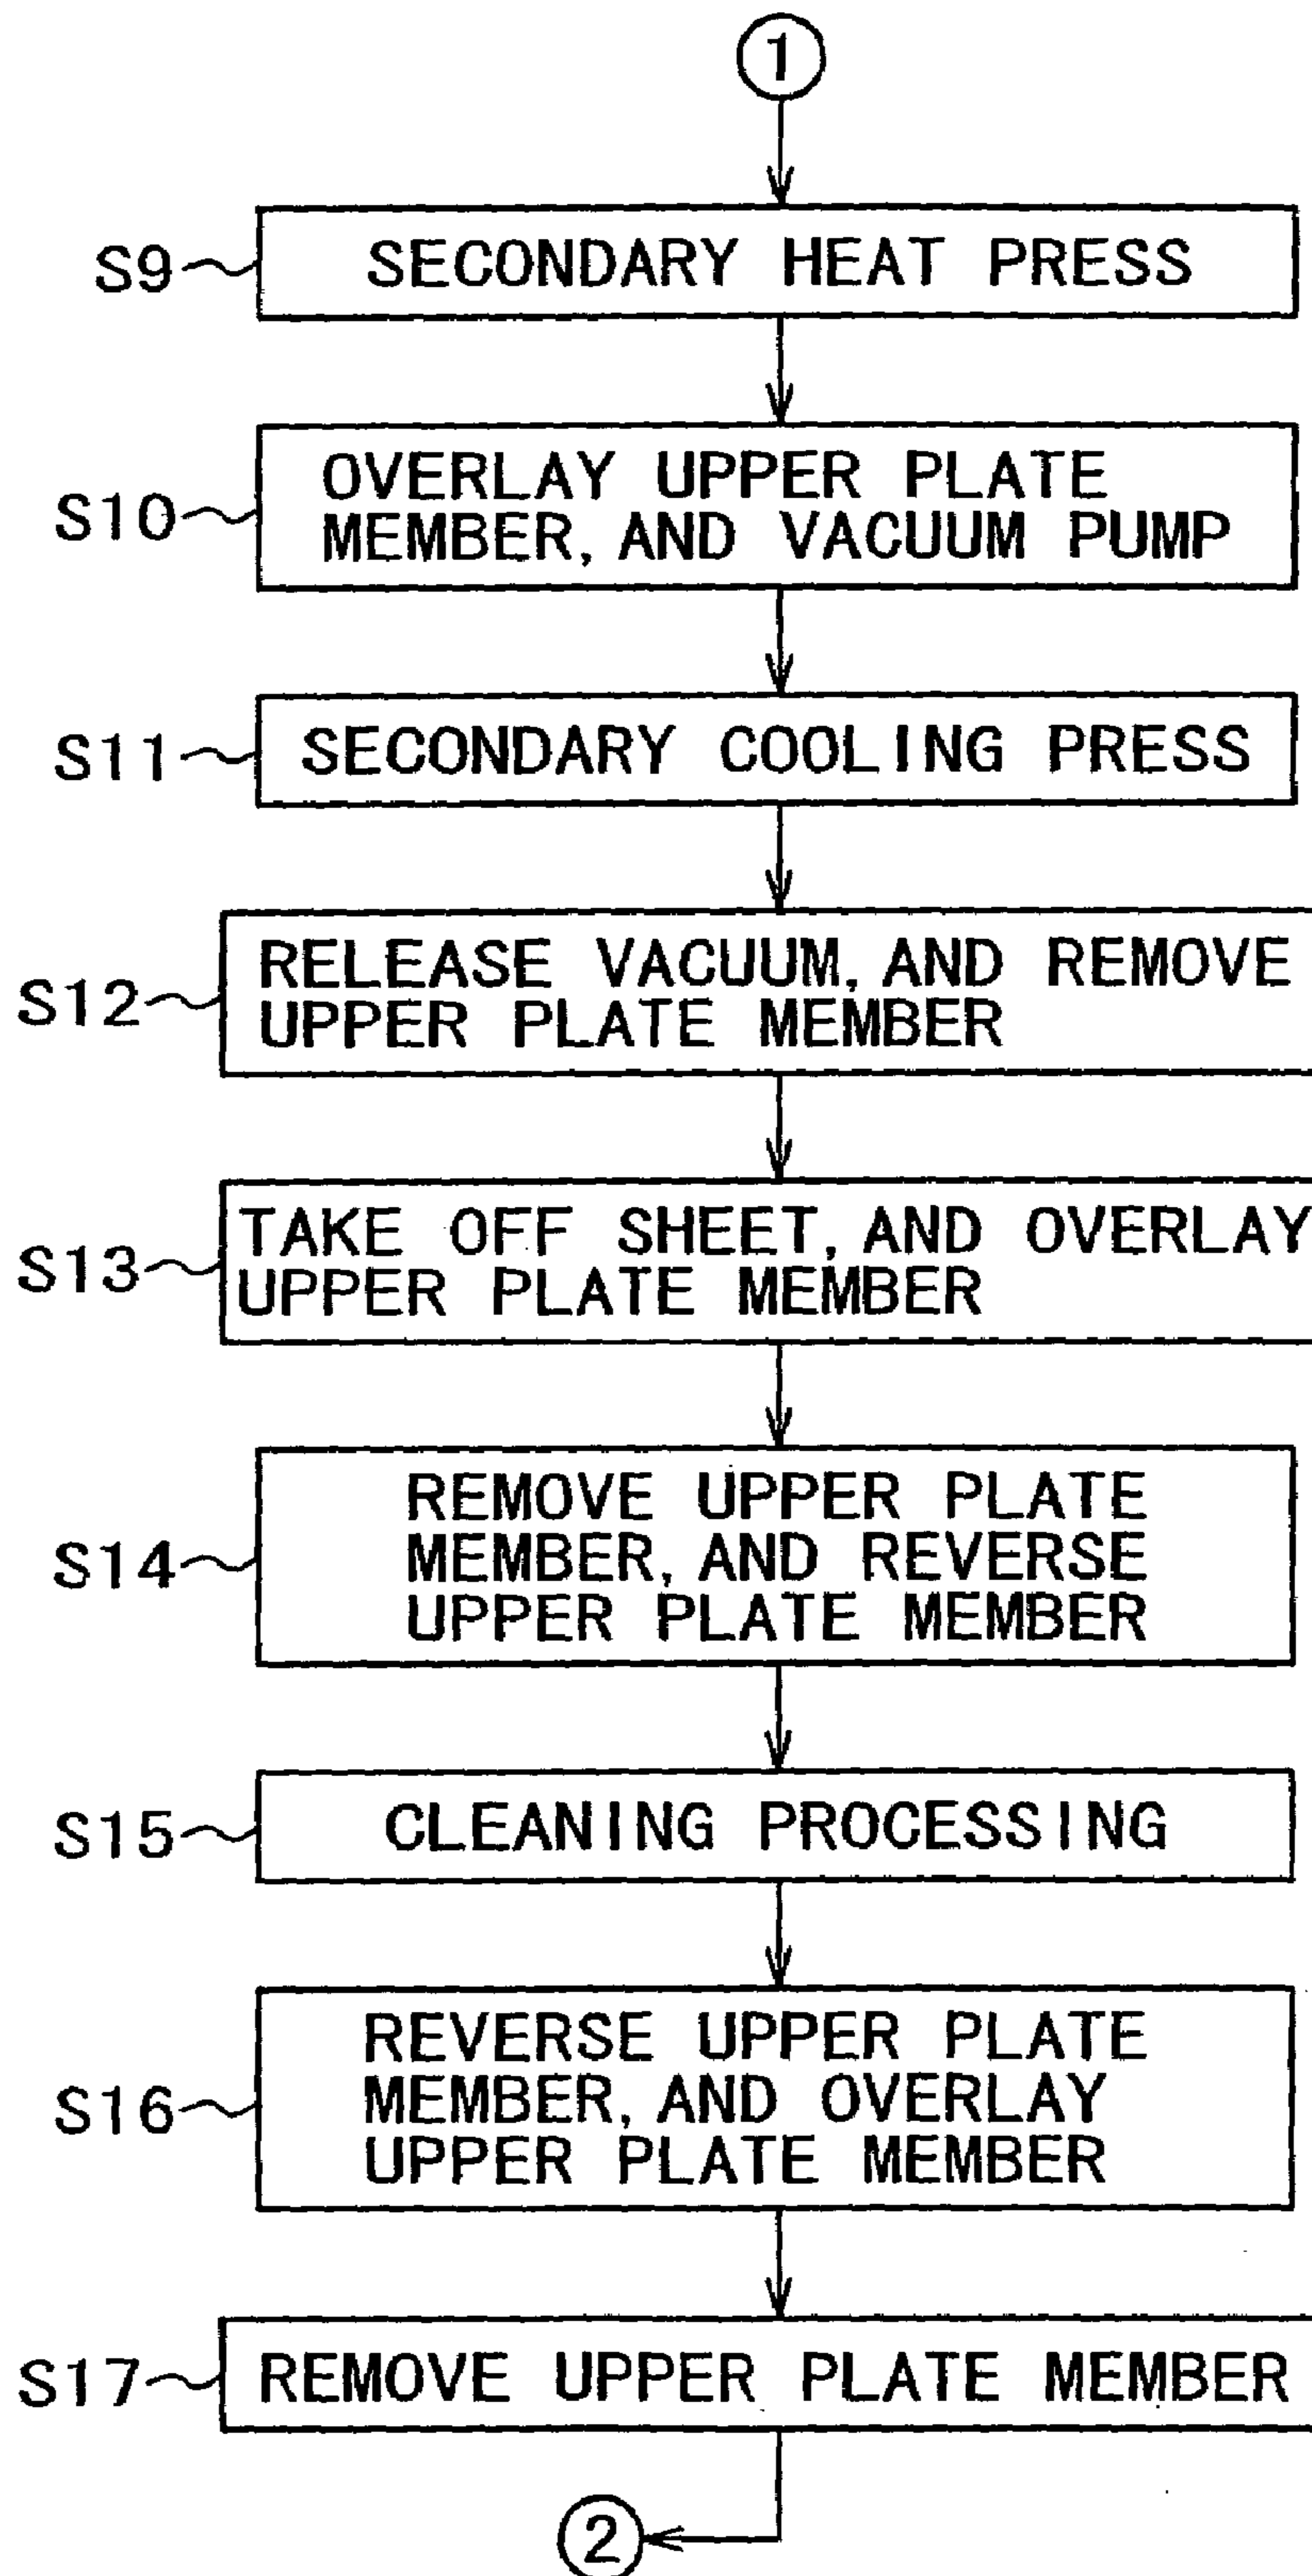 1
S9 SECONDARY HEAT PRESS
S10 OVERLAY UPPER PLATE
MEMBER, AND VACUUM PUMP
S11 SECONDARY COOLING PRESS
S12 RELEASE VACUUM, AND REMOVE
UPPER PLATE MEMBER
S13 TAKE OFF SHEET, AND OVERLAY
UPPER PLATE MEMBER
S14 REMOVE UPPER PLATE
MEMBER, AND REVERSE
UPPER PLATE MEMBER
S15 CLEANING PROCESSING
S16 REVERSE UPPER PLATE
MEMBER, AND OVERLAY
UPPER PLATE MEMBER
S17 REMOVE UPPER PLATE MEMBER
2